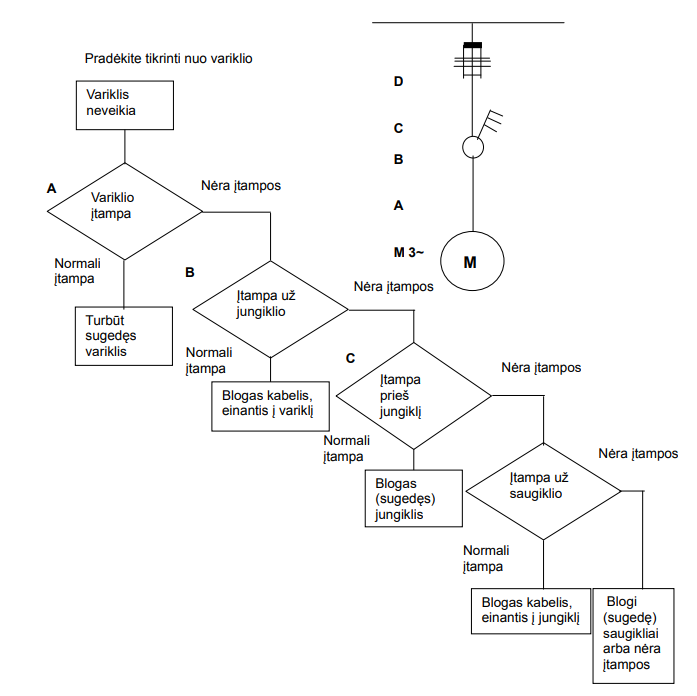 Pradėkite tikrinti nuo variklio
Variklis
neveikia
A
Variklio
įtampa
Nėra įtampos
Normali
įtampa
Turbūt
sugedęs
variklis
B
Įtampa už
jungiklio
Nėra įtampos
Normali
įtampa
Blogas kabelis,
einantis į variklį
C
Įtampa
prieš
jungiklį
Nėra įtampos
Normali
įtampa
Blogas
(sugedęs)
jungiklis
Įtampa už
saugiklio
Nėra įtampos
Normali
įtampa
Blogas kabelis,
einantis į jungiklį
Blogi
(sugedę)
saugikliai
arba nėra
įtampos
D
C
B
A
M 3~
M